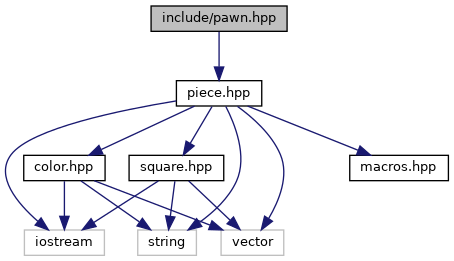 include/pawn.hpp
piece.hpp
color.hpp
square.hpp
macros.hpp
iostream
string
vector